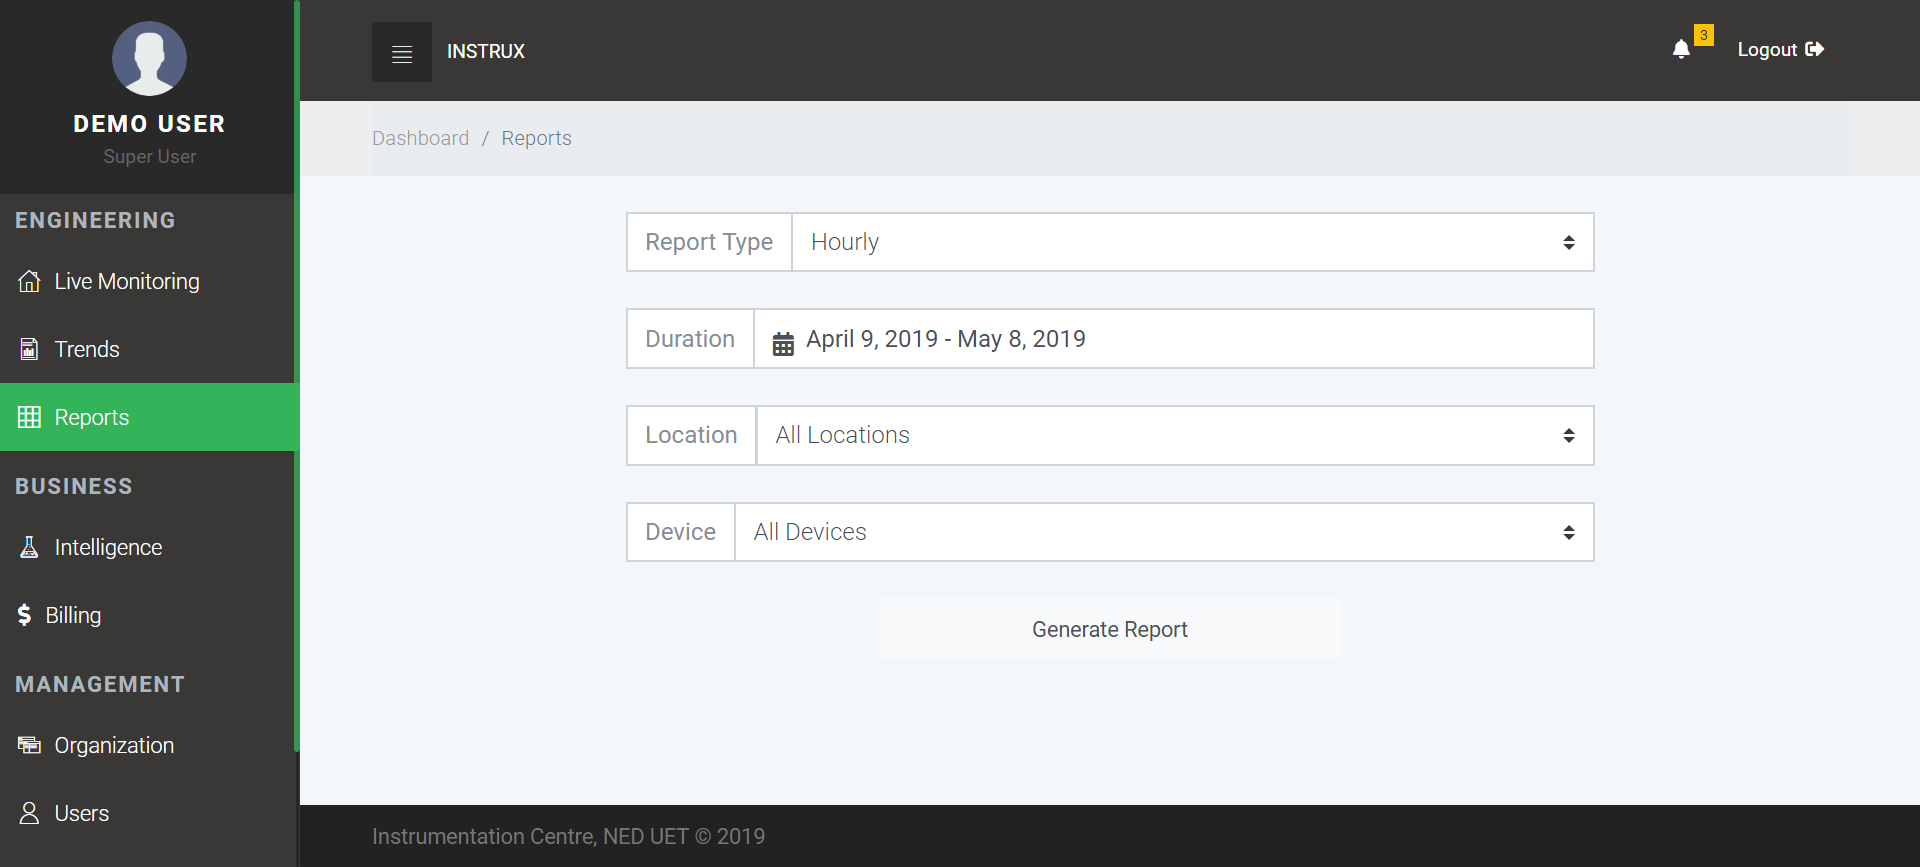 DEMO USER
Super User
ENGINEERING
Live Monitoring
Trends
Reports
BUSINESS
Intelligence
$ Billing
MANAGEMENT
Organization
Users
INSTRUX
3
Logout
Dashboard / Reports
Report Type Hourly
Duration April 9, 2019 - May 8, 2019
Location All Locations
Device All Devices
Generate Report
Instrumentation Centre, NED UET © 2019